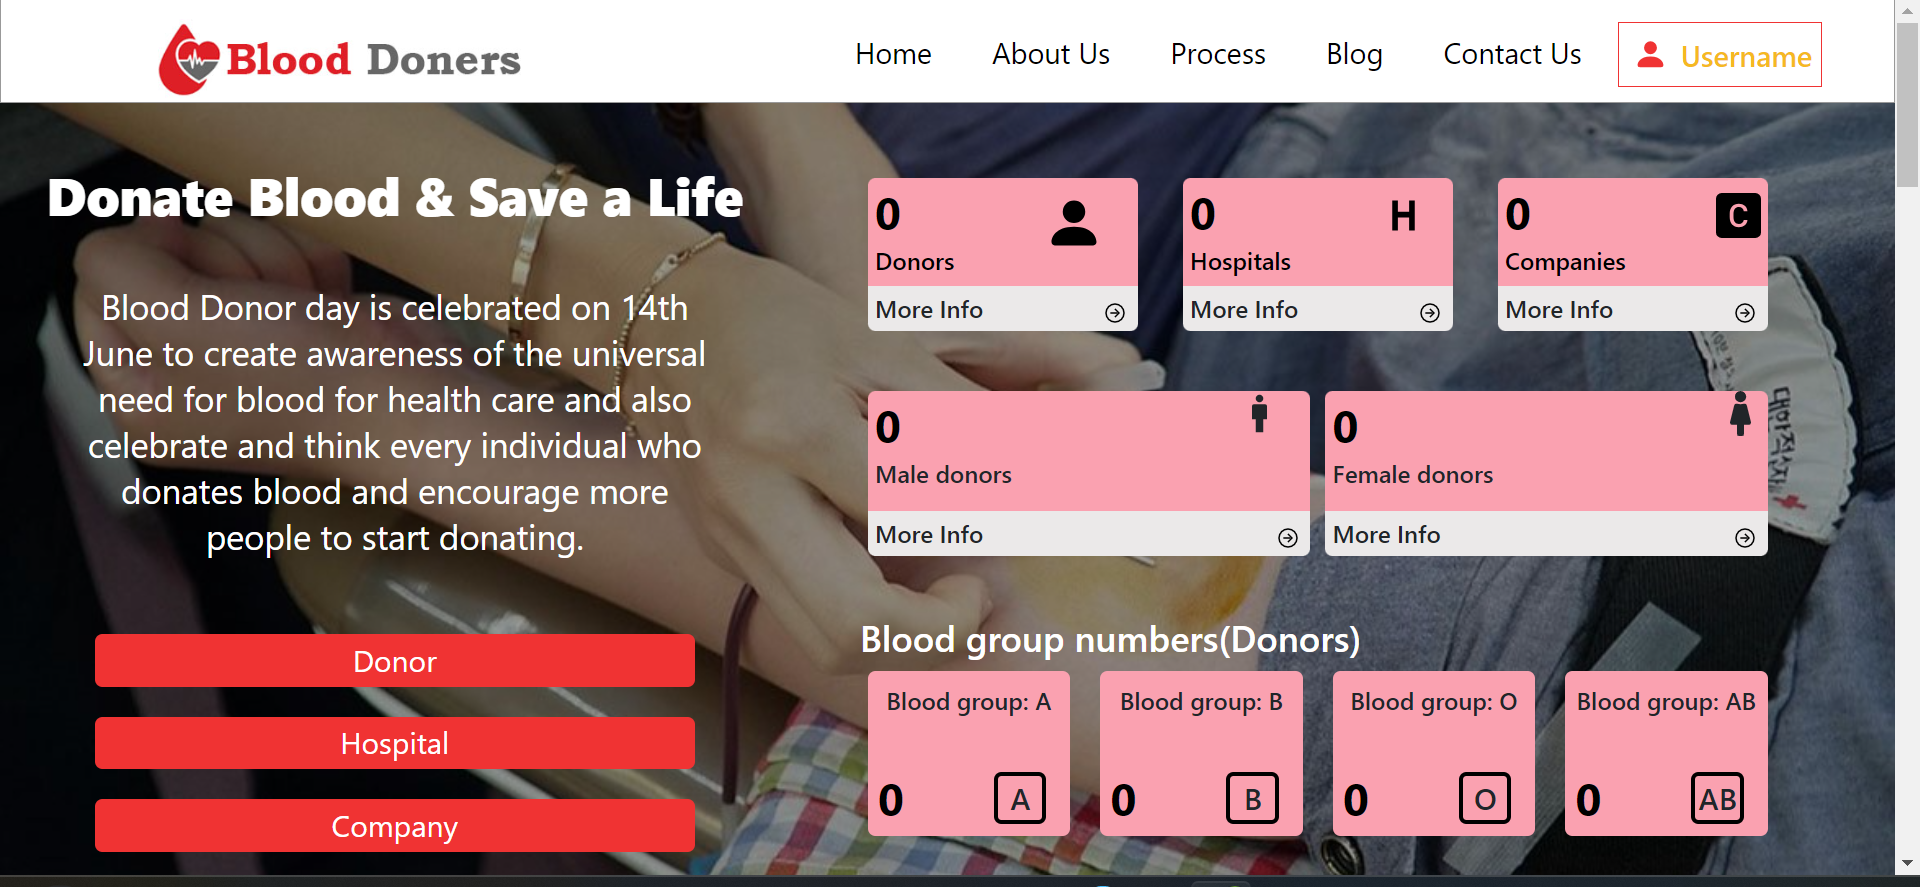 Blood Doners
Home
About Us
Process
Blog
Contact Us
Username
Donate Blood & Save a Life
Blood Donor day is celebrated on 14th
June to create awareness of the universal
need for blood for health care and also
celebrate and think every individual who
donates blood and encourage more
people to start donating.
Donor
Hospital
Company
0
Donors
More Info
0
H
Hospitals
More Info
0
C
Companies
More Info
0
Male donors
More Info
0
Female donors
More Info
Blood group numbers(Donors)
Blood group: A
0
A
Blood group: B
0
B
Blood group: O
0
O
Blood group: AB
0
AB